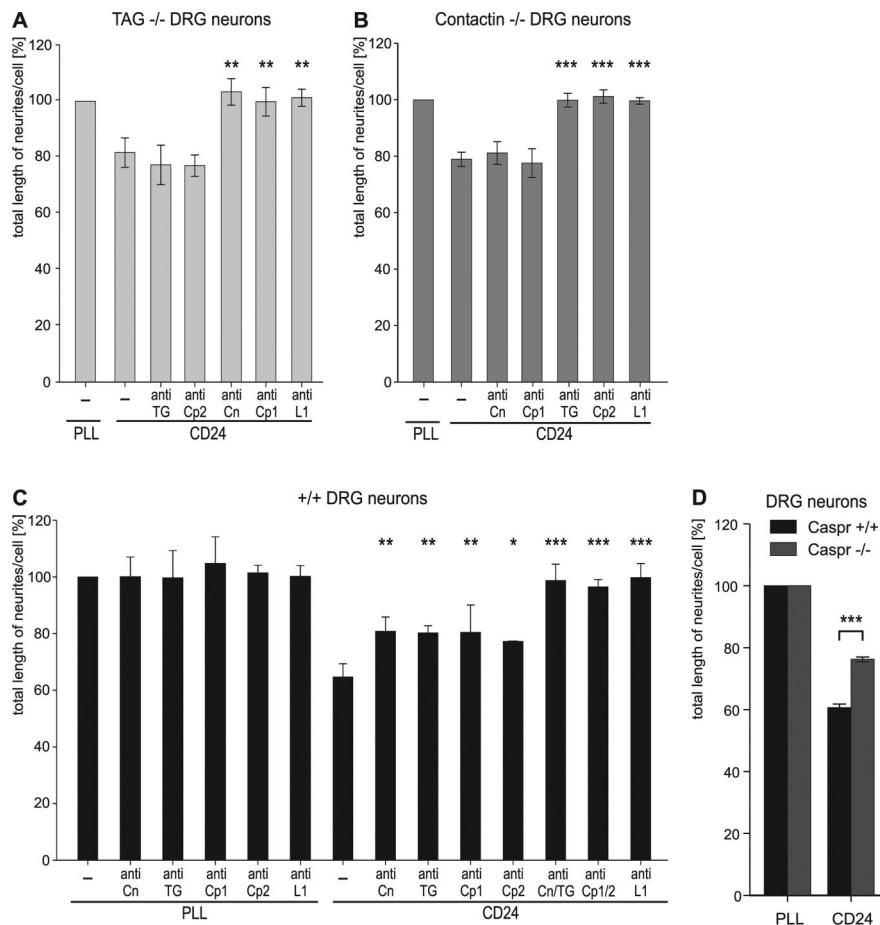 A
TAG -/- DRG neurons
total length of neurites/cell [%]
120
100
80
60
40
20
0
** ** **
– – anti TG anti Cp2 anti Cn anti Cp1 anti L1
PLL CD24
B
Contactin -/- DRG neurons
total length of neurites/cell [%]
120
100
80
60
40
20
0
*** *** ***
– – anti Cn anti Cp1 anti TG anti Cp2 anti L1
PLL CD24
C
+/+ DRG neurons
total length of neurites/cell [%]
120
100
80
60
40
20
0
** ** ** * *** *** ***
– anti Cn anti TG anti Cp1 anti Cp2 anti L1 – anti Cn anti TG anti Cp1 anti Cp2 anti Cn/TG anti Cp1/2 anti L1
PLL CD24
D
DRG neurons
Caspr +/+
Caspr -/-
total length of neurites/cell [%]
120
100
80
60
40
20
0
***
PLL CD24